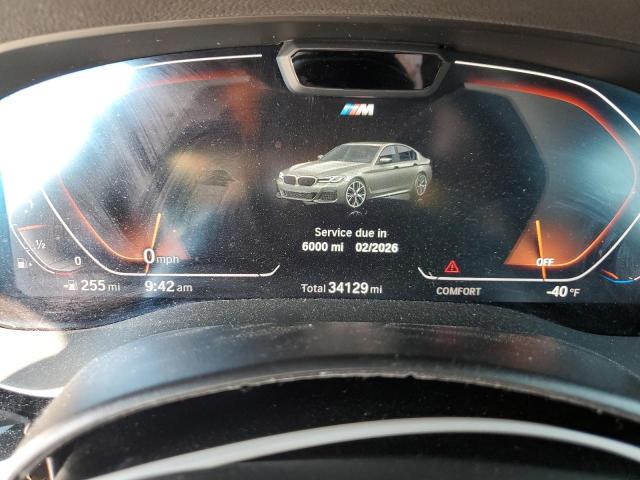 M
Service due in
6000 mi 02/2026
1/2
0
0 mph
OFF
255 mi
9:42 am
Total 34129 mi
COMFORT
-40 °F